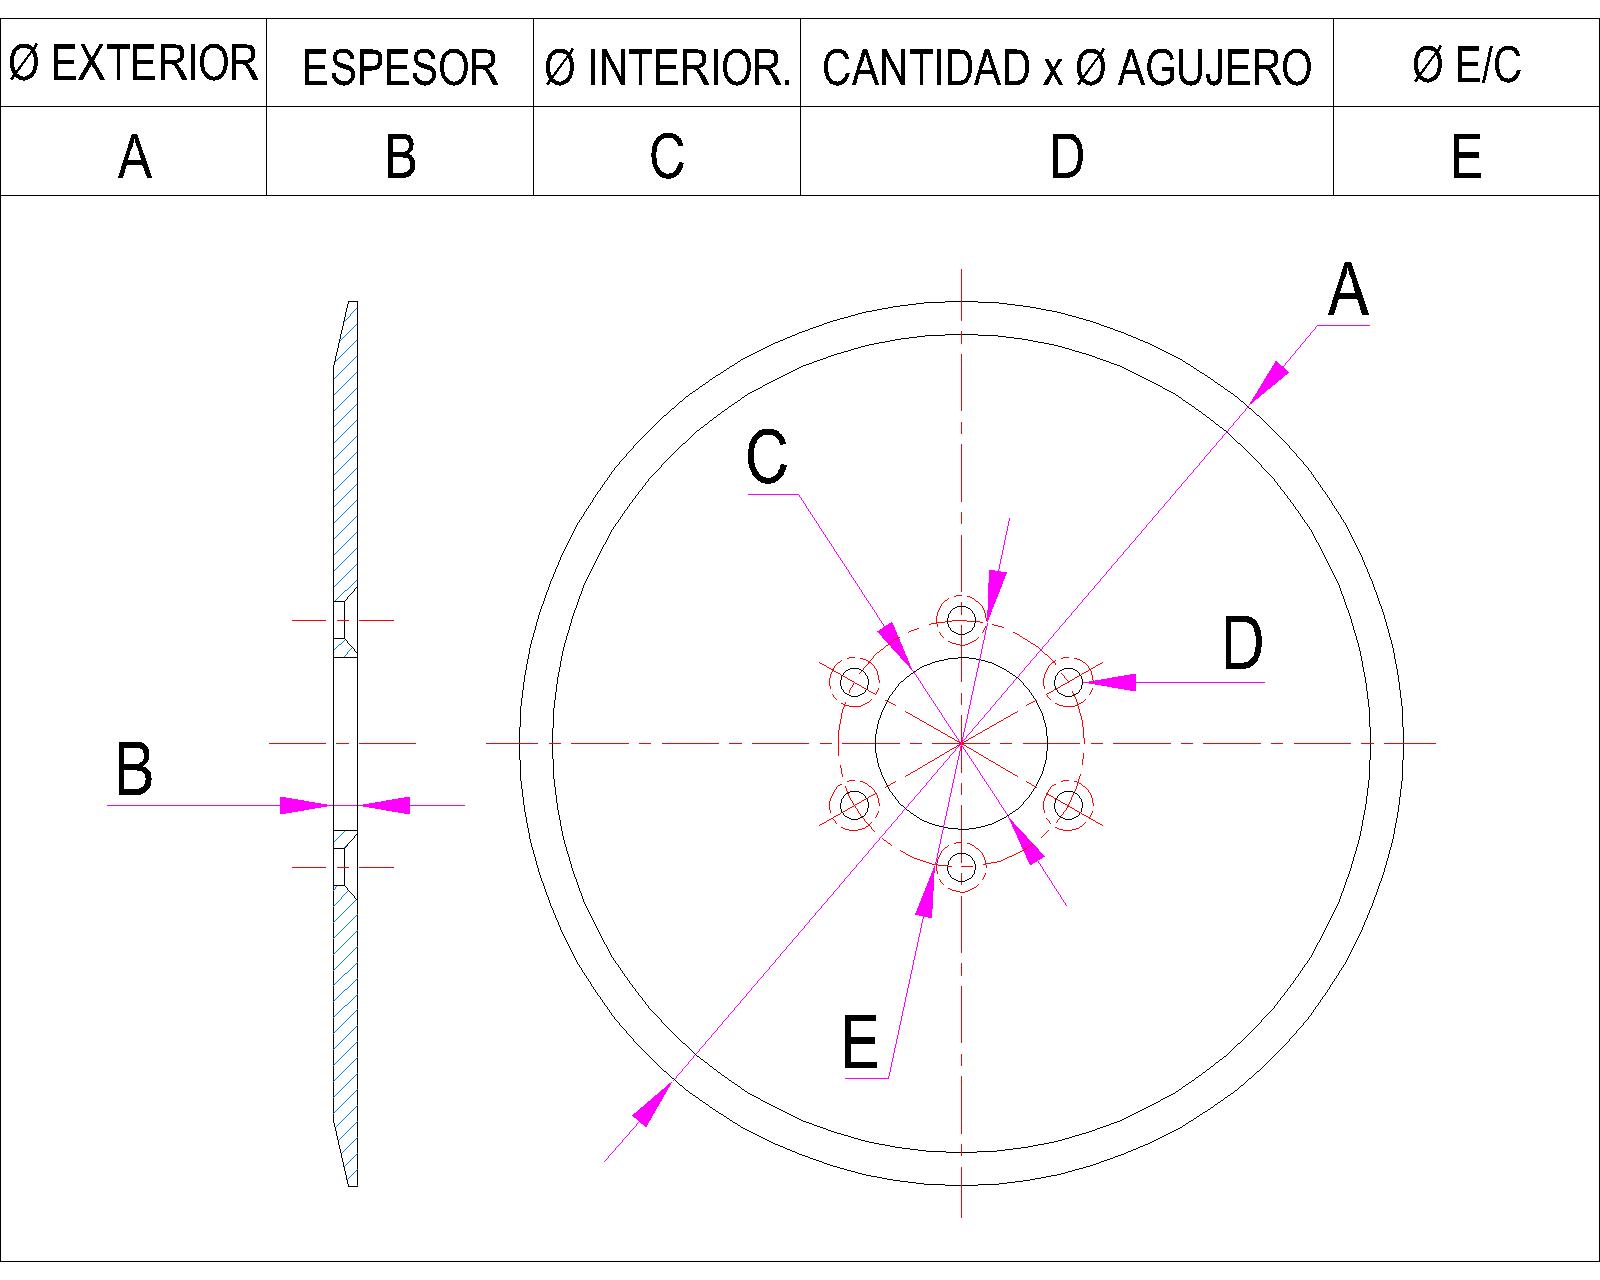 Ø EXTERIOR ESPESOR Ø INTERIOR. CANTIDAD x Ø AGUJERO Ø E/C
A B C D E
A
C
D
B
E